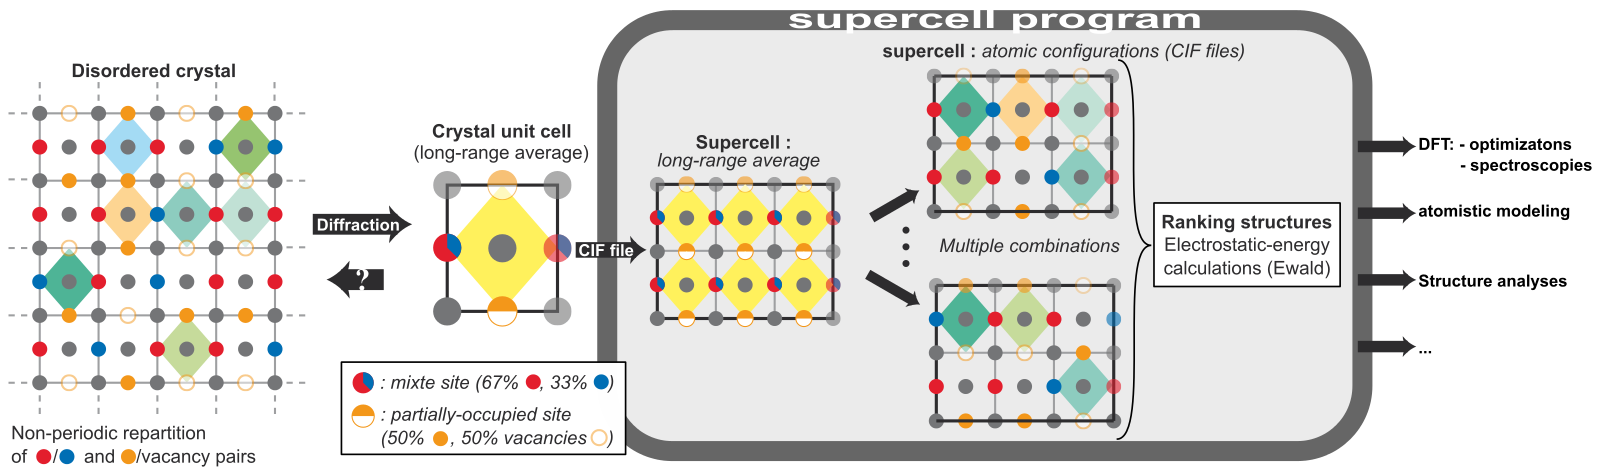 supercell program
supercell : atomic configurations (CIF files)
Disordered crystal
Crystal unit cell
(long-range average)
Supercell :
long-range average
DFT: - optimizatons
- spectroscopies
Diffraction
?
CIF file
Multiple combinations
Ranking structures
Electrostatic-energy
calculations (Ewald)
atomistic modeling
Structure analyses
...
: mixte site (67% , 33% )
: partially-occupied site
(50% , 50% vacancies )
Non-periodic repartition
of / and /vacancy pairs